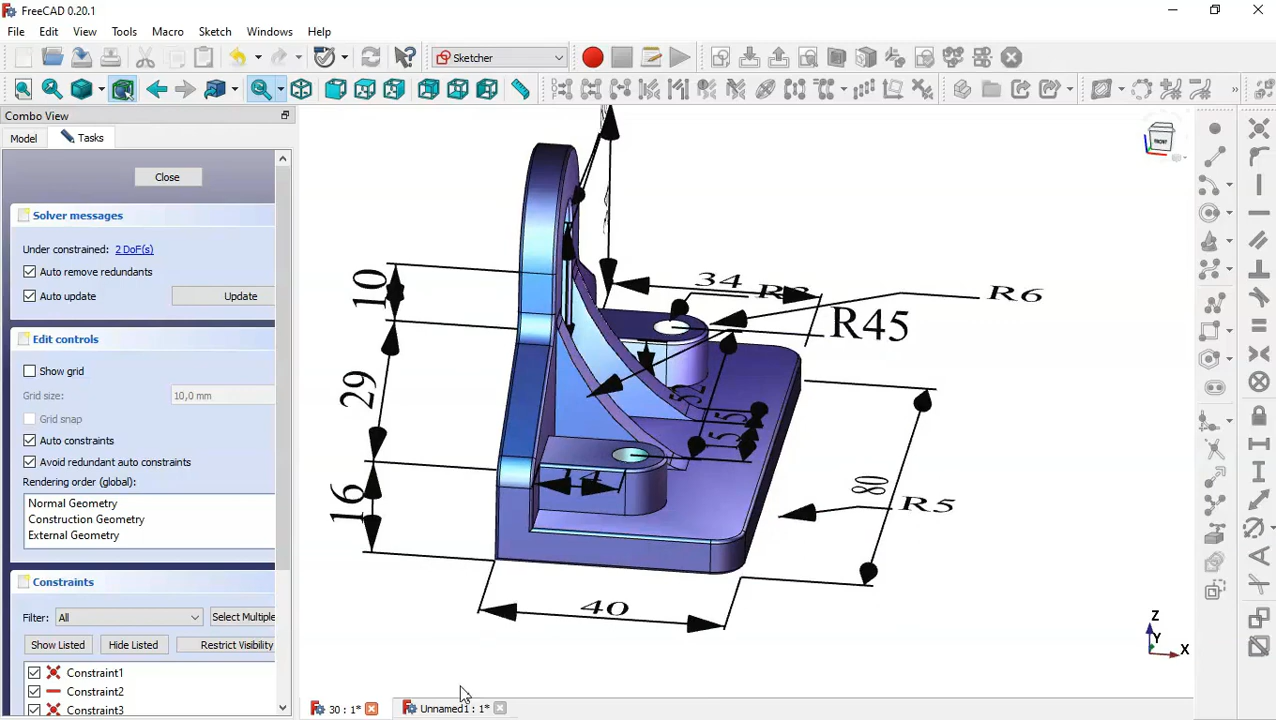 FreeCAD 0.20.1
File Edit View Tools Macro Sketch Windows Help
Sketcher
Combo View
Model Tasks
Close
Solver messages
Under constrained: 2 DoF(s)
Auto remove redundants
Auto update Update
Edit controls
Show grid
Grid size: 10,0 mm
Grid snap
Auto constraints
Avoid redundant auto constraints
Rendering order (global):
Normal Geometry
Construction Geometry
External Geometry
Constraints
Filter: All Select Multiple
Show Listed Hide Listed Restrict Visibility
Constraint1
Constraint2
Constraint3
10
34
R6
R45
29
5
5
16
80
R5
40
FRONT
Z
Y
X
30 : 1*
Unnamed1 : 1*